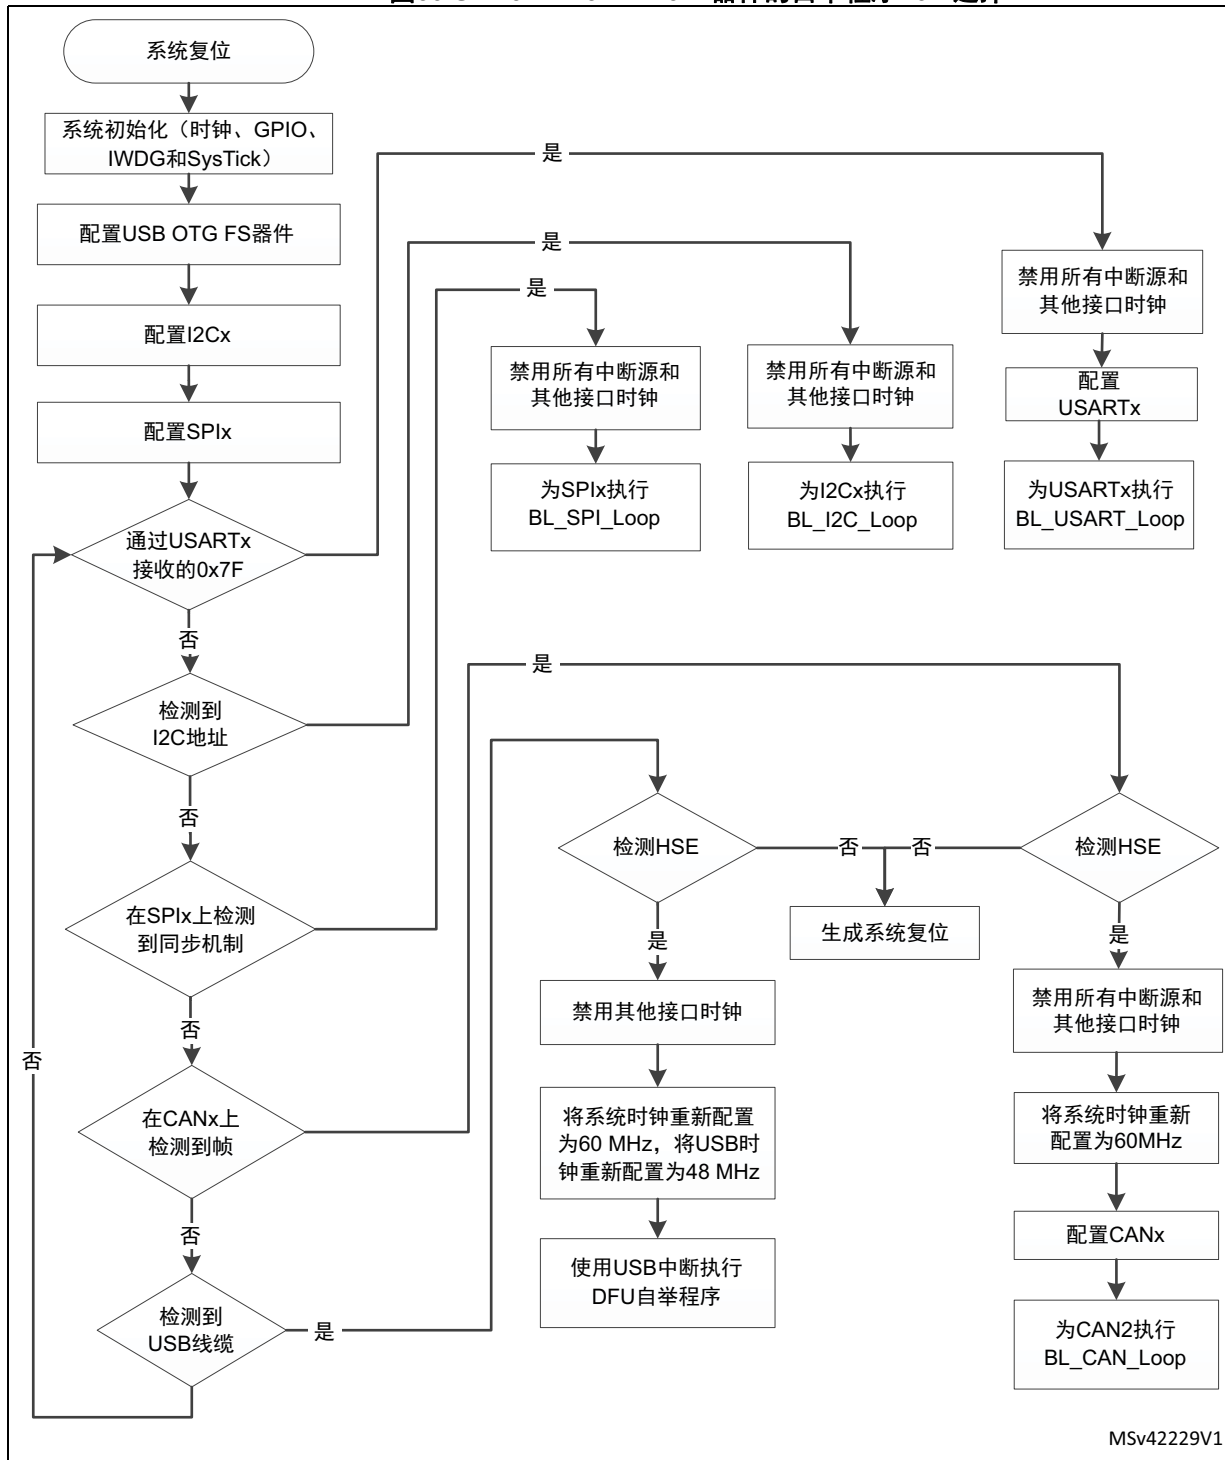 系统复位
系统初始化（时钟、GPIO、
IWDG和SysTick）
配置USB OTG FS器件
配置I2Cx
配置SPIx
通过USARTx
接收的0x7F
否
检测到
I2C地址
否
在SPIx上检测
到同步机制
否
在CANx上
检测到帧
否
检测到
USB线缆
否
是
是
禁用所有中断源和
其他接口时钟
配置
USARTx
为USARTx执行
BL_USART_Loop
是
禁用所有中断源和
其他接口时钟
为I2Cx执行
BL_I2C_Loop
是
禁用所有中断源和
其他接口时钟
为SPIx执行
BL_SPI_Loop
是
检测HSE
否
否
检测HSE
生成系统复位
是
禁用其他接口时钟
将系统时钟重新配置
为60 MHz，将USB时
钟重新配置为48 MHz
使用USB中断执行
DFU自举程序
是
禁用所有中断源和
其他接口时钟
将系统时钟重新
配置为60MHz
配置CANx
为CAN2执行
BL_CAN_Loop
MSv42229V1